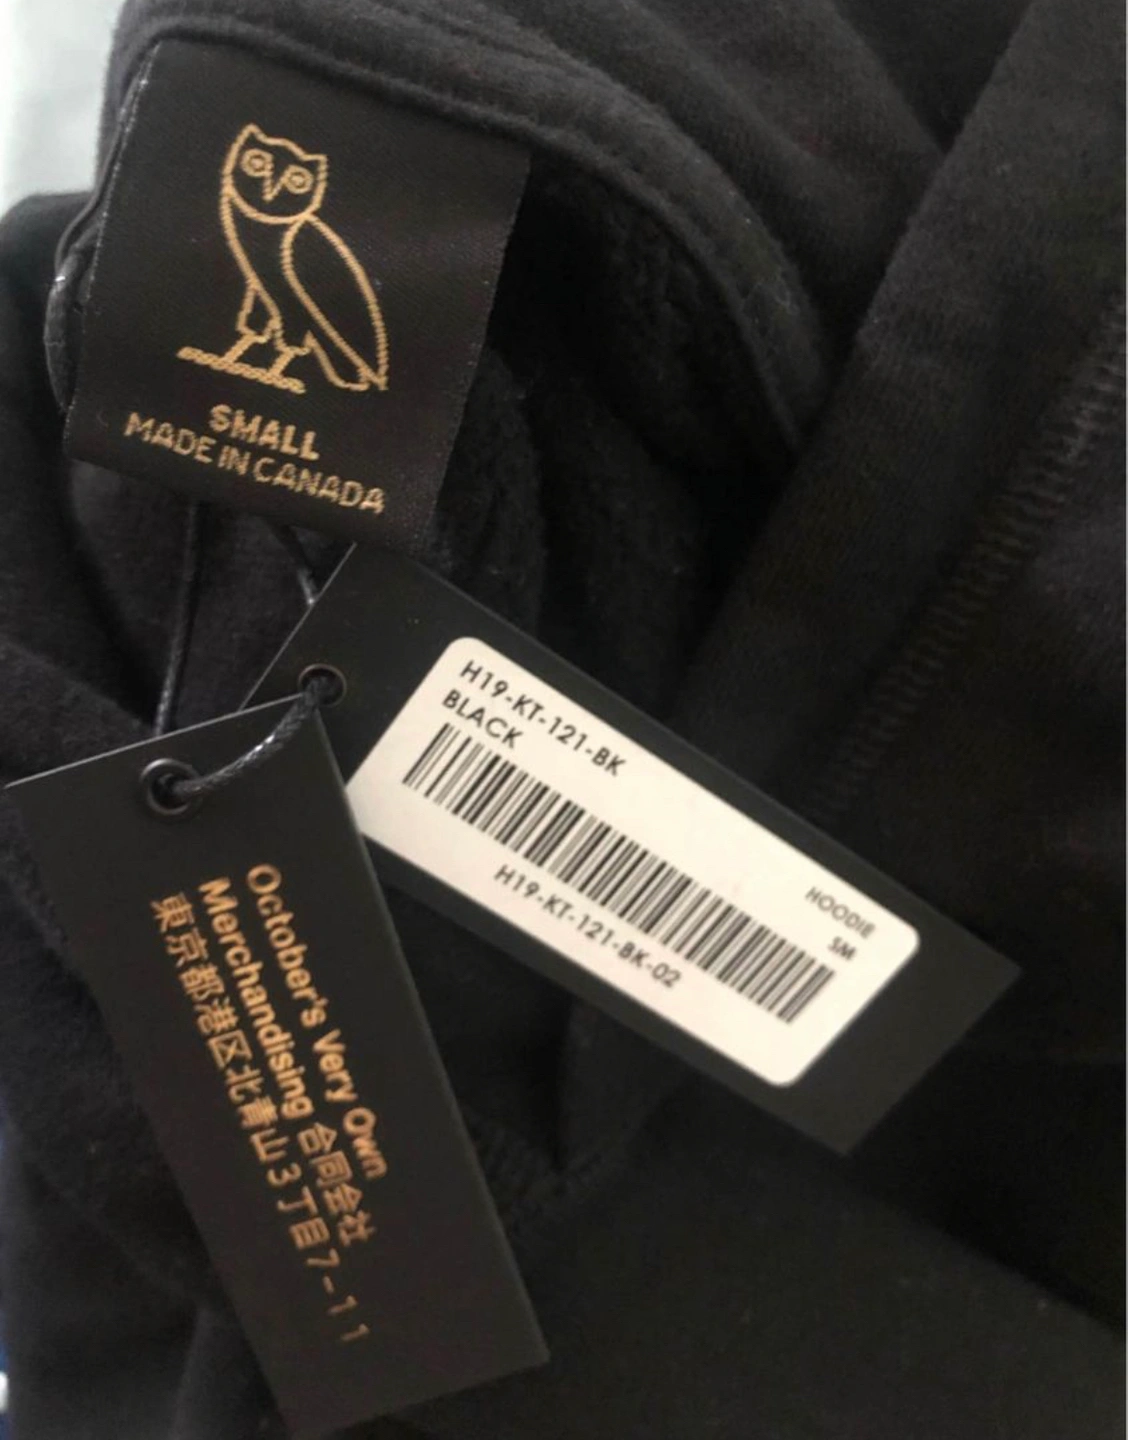 SMALL
MADE IN CANADA
H19-KT-121-BK
BLACK
HOODIE
SM
H19-KT-121-BK-02
October's Very Own
Merchandising 合同会社
東京都港区北青山3丁目7-11